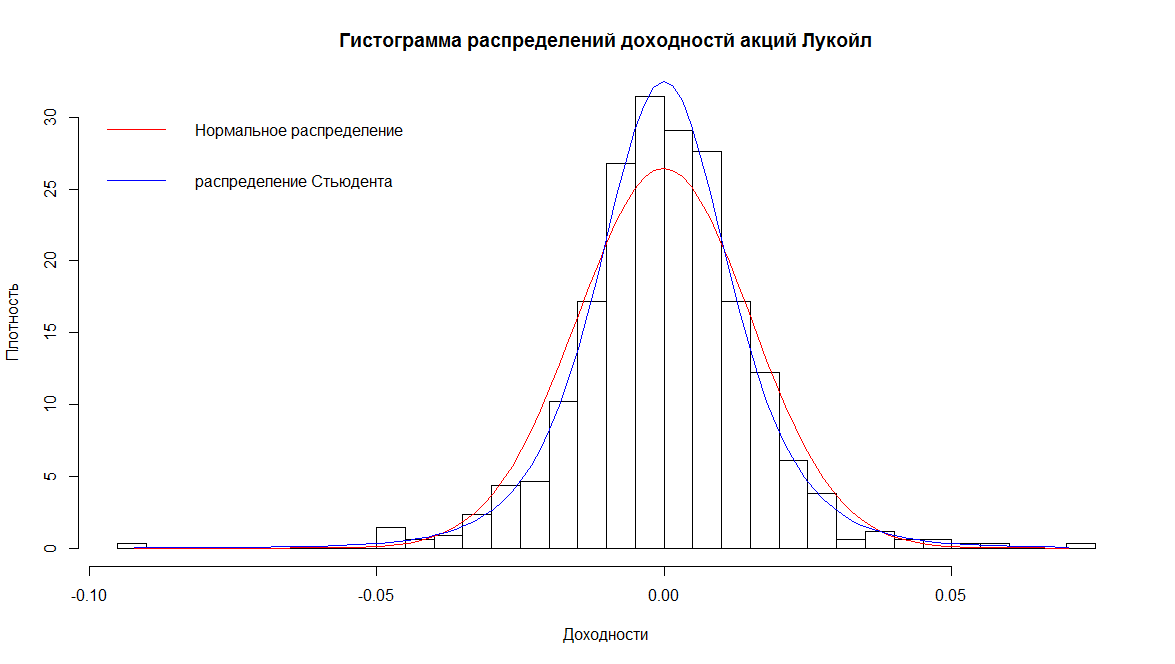 Гистограмма распределений доходностй акций Лукойл
Нормальное распределение
распределение Стьюдента
Плотность
30
25
20
15
10
5
0
-0.10 -0.05 0.00 0.05
Доходности